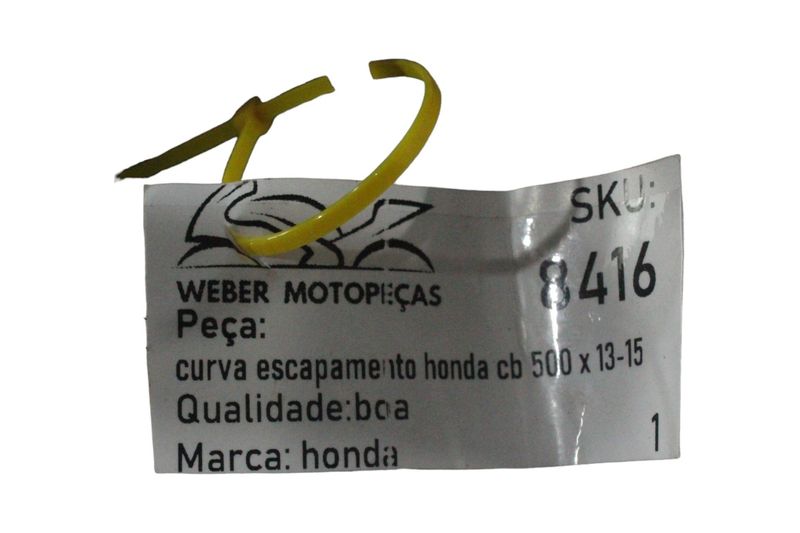 SKU:
8416
WEBER MOTOPEÇAS
Peça:
curva escapamento honda cb 500 x 13-15
Qualidade:boa
Marca: honda
1